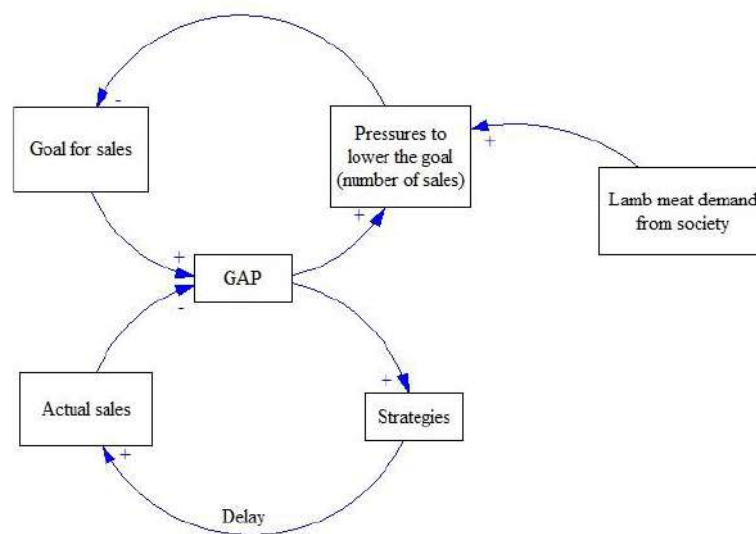 -
Goal for sales
Pressures to
lower the goal
(number of sales)
+
Lamb meat demand
from society
+
+
GAP
-
+
Actual sales
Strategies
+
Delay